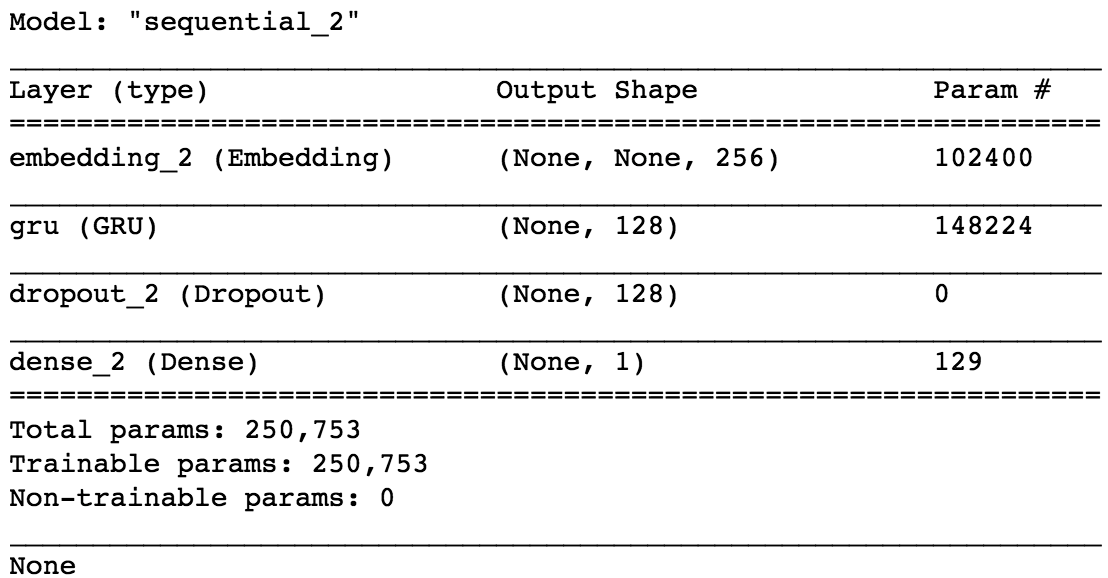 Model: "sequential_2"
Layer (type) Output Shape Param #
embedding_2 (Embedding) (None, None, 256) 102400
gru (GRU) (None, 128) 148224
dropout_2 (Dropout) (None, 128) 0
dense_2 (Dense) (None, 1) 129
Total params: 250,753
Trainable params: 250,753
Non-trainable params: 0
None